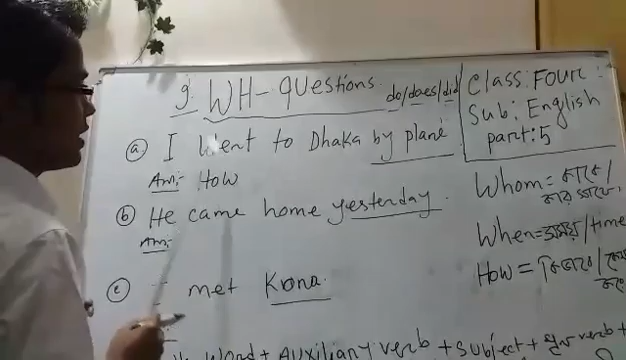 9. WH-Questions do/does/did
Class: Four
Sub: English
part: 5
(a) I went to Dhaka by plane
Ans:- How
(b) He came home yesterday
Ans:-
(c) met Kona.
Whom = কাকে/
When = সময়/time
How =
Word + Auxiliary verb + Subject + মূল verb +